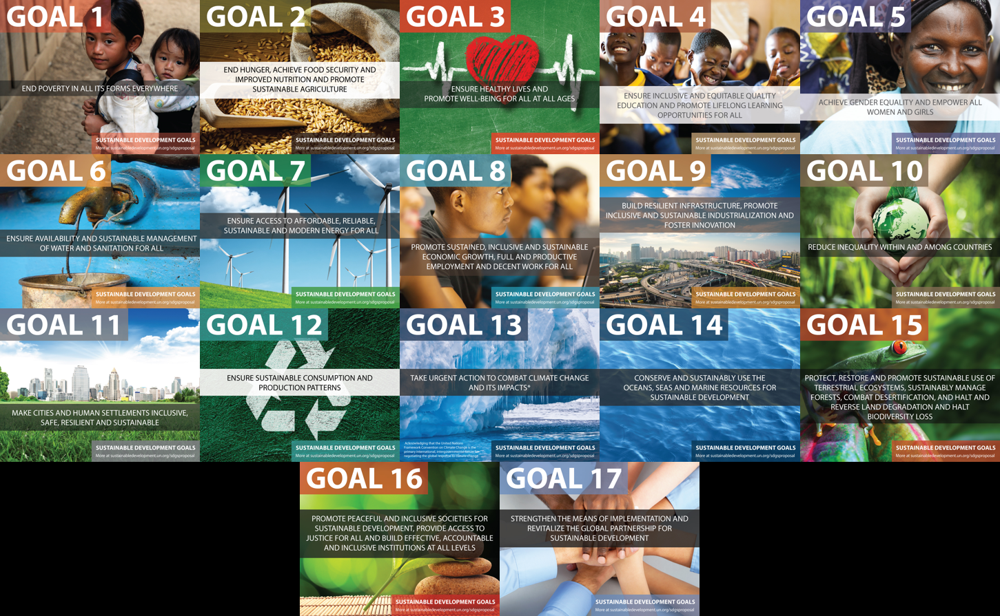 GOAL 1
END POVERTY IN ALL ITS FORMS EVERYWHERE
SUSTAINABLE DEVELOPMENT GOALS
More at sustainabledevelopment.un.org/sdgsproposal
GOAL 2
END HUNGER, ACHIEVE FOOD SECURITY AND
IMPROVED NUTRITION AND PROMOTE
SUSTAINABLE AGRICULTURE
SUSTAINABLE DEVELOPMENT GOALS
More at sustainabledevelopment.un.org/sdgsproposal
GOAL 3
ENSURE HEALTHY LIVES AND
PROMOTE WELL-BEING FOR ALL AT ALL AGES
SUSTAINABLE DEVELOPMENT GOALS
More at sustainabledevelopment.un.org/sdgsproposal
GOAL 4
ENSURE INCLUSIVE AND EQUITABLE QUALITY
EDUCATION AND PROMOTE LIFELONG LEARNING
OPPORTUNITIES FOR ALL
SUSTAINABLE DEVELOPMENT GOALS
More at sustainabledevelopment.un.org/sdgsproposal
GOAL 5
ACHIEVE GENDER EQUALITY AND EMPOWER ALL
WOMEN AND GIRLS
SUSTAINABLE DEVELOPMENT GOALS
More at sustainabledevelopment.un.org/sdgsproposal
GOAL 6
ENSURE AVAILABILITY AND SUSTAINABLE MANAGEMENT
OF WATER AND SANITATION FOR ALL
SUSTAINABLE DEVELOPMENT GOALS
More at sustainabledevelopment.un.org/sdgsproposal
GOAL 7
ENSURE ACCESS TO AFFORDABLE, RELIABLE,
SUSTAINABLE AND MODERN ENERGY FOR ALL
SUSTAINABLE DEVELOPMENT GOALS
More at sustainabledevelopment.un.org/sdgsproposal
GOAL 8
PROMOTE SUSTAINED, INCLUSIVE AND SUSTAINABLE
ECONOMIC GROWTH, FULL AND PRODUCTIVE
EMPLOYMENT AND DECENT WORK FOR ALL
SUSTAINABLE DEVELOPMENT GOALS
More at sustainabledevelopment.un.org/sdgsproposal
GOAL 9
BUILD RESILIENT INFRASTRUCTURE, PROMOTE
INCLUSIVE AND SUSTAINABLE INDUSTRIALIZATION AND
FOSTER INNOVATION
SUSTAINABLE DEVELOPMENT GOALS
More at sustainabledevelopment.un.org/sdgsproposal
GOAL 10
REDUCE INEQUALITY WITHIN AND AMONG COUNTRIES
SUSTAINABLE DEVELOPMENT GOALS
More at sustainabledevelopment.un.org/sdgsproposal
GOAL 11
MAKE CITIES AND HUMAN SETTLEMENTS INCLUSIVE,
SAFE, RESILIENT AND SUSTAINABLE
SUSTAINABLE DEVELOPMENT GOALS
More at sustainabledevelopment.un.org/sdgsproposal
GOAL 12
ENSURE SUSTAINABLE CONSUMPTION AND
PRODUCTION PATTERNS
SUSTAINABLE DEVELOPMENT GOALS
More at sustainabledevelopment.un.org/sdgsproposal
GOAL 13
TAKE URGENT ACTION TO COMBAT CLIMATE CHANGE
AND ITS IMPACTS*
Acknowledging that the United Nations
Framework Convention on Climate Change is the
primary international, intergovernmental forum for
negotiating the global response to climate change
SUSTAINABLE DEVELOPMENT GOALS
More at sustainabledevelopment.un.org/sdgsproposal
GOAL 14
CONSERVE AND SUSTAINABLY USE THE
OCEANS, SEAS AND MARINE RESOURCES FOR
SUSTAINABLE DEVELOPMENT
SUSTAINABLE DEVELOPMENT GOALS
More at sustainabledevelopment.un.org/sdgsproposal
GOAL 15
PROTECT, RESTORE AND PROMOTE SUSTAINABLE USE OF
TERRESTRIAL ECOSYSTEMS, SUSTAINABLY MANAGE
FORESTS, COMBAT DESERTIFICATION, AND HALT AND
REVERSE LAND DEGRADATION AND HALT
BIODIVERSITY LOSS
SUSTAINABLE DEVELOPMENT GOALS
More at sustainabledevelopment.un.org/sdgsproposal
GOAL 16
PROMOTE PEACEFUL AND INCLUSIVE SOCIETIES FOR
SUSTAINABLE DEVELOPMENT, PROVIDE ACCESS TO
JUSTICE FOR ALL AND BUILD EFFECTIVE, ACCOUNTABLE
AND INCLUSIVE INSTITUTIONS AT ALL LEVELS
SUSTAINABLE DEVELOPMENT GOALS
More at sustainabledevelopment.un.org/sdgsproposal
GOAL 17
STRENGTHEN THE MEANS OF IMPLEMENTATION AND
REVITALIZE THE GLOBAL PARTNERSHIP FOR
SUSTAINABLE DEVELOPMENT
SUSTAINABLE DEVELOPMENT GOALS
More at sustainabledevelopment.un.org/sdgsproposal